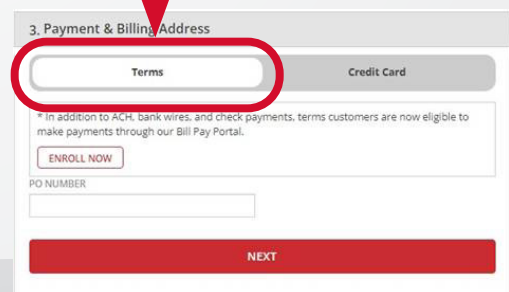 3. Payment & Billing Address
Terms
Credit Card
* In addition to ACH, bank wires, and check payments, terms customers are now eligible to
make payments through our Bill Pay Portal.
ENROLL NOW
PO NUMBER
NEXT